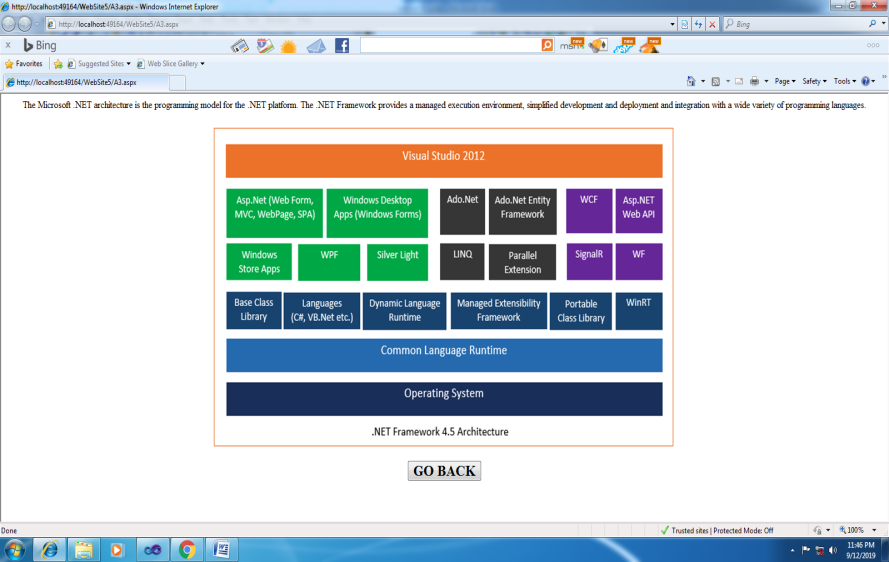 http://localhost:49164/WebSite5/A3.aspx - Windows Internet Explorer
http://localhost:49164/WebSite5/A3.aspx
Bing
x
Bing
msn
new
new
new
Favorites
Suggested Sites
Web Slice Gallery
http://localhost:49164/WebSite5/A3.aspx
Page
Safety
Tools
The Microsoft .NET architecture is the programming model for the .NET platform. The .NET Framework provides a managed execution environment, simplified development and deployment and integration with a wide variety of programming languages.
Visual Studio 2012
Asp.Net (Web Form,
MVC, WebPage, SPA)
Windows Desktop
Apps (Windows Forms)
Ado.Net
Ado.Net Entity
Framework
WCF
Asp.NET
Web API
Windows
Store Apps
WPF
Silver Light
LINQ
Parallel
Extension
SignalR
WF
Base Class
Library
Languages
(C#, VB.Net etc.)
Dynamic Language
Runtime
Managed Extensibility
Framework
Portable
Class Library
WinRT
Common Language Runtime
Operating System
.NET Framework 4.5 Architecture
GO BACK
Done
Trusted sites | Protected Mode: Off
100%
11:46 PM
9/12/2019